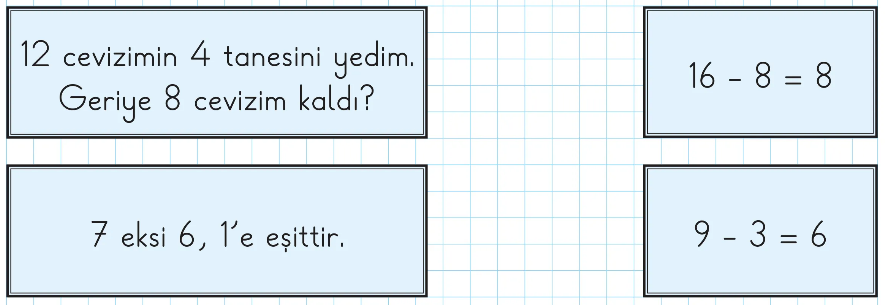 12 cevizimin 4 tanesini yedim.
Geriye 8 cevizim kaldı?
16 - 8 = 8
7 eksi 6, 1'e eşittir.
9 - 3 = 6